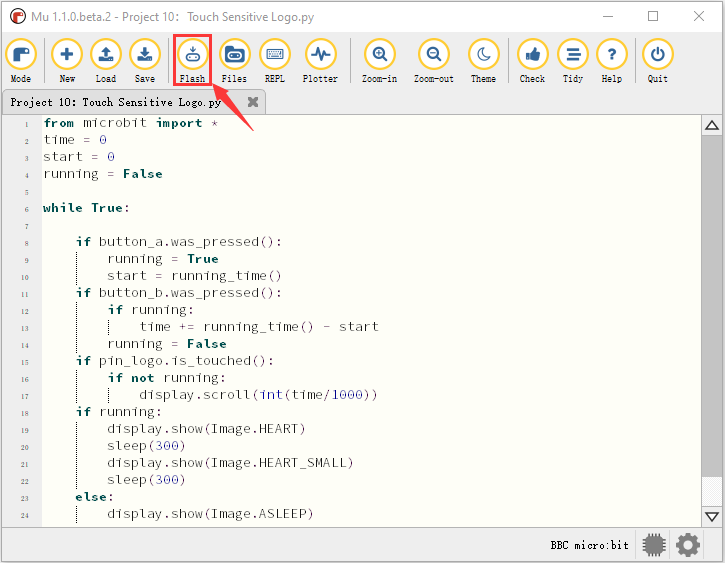 Mu 1.1.0.beta.2 - Project 10: Touch Sensitive Logo.py
Mode New Load Save Flash Files REPL Plotter Zoom-in Zoom-out Theme Check Tidy Help Quit
Project 10: Touch Sensitive Logo.py
1 from microbit import *
2 time = 0
3 start = 0
4 running = False
5
6 while True:
7
8 if button_a.was_pressed():
9 running = True
10 start = running_time()
11 if button_b.was_pressed():
12 if running:
13 time += running_time() - start
14 running = False
15 if pin_logo.is_touched():
16 if not running:
17 display.scroll(int(time/1000))
18 if running:
19 display.show(Image.HEART)
20 sleep(300)
21 display.show(Image.HEART_SMALL)
22 sleep(300)
23 else:
24 display.show(Image.ASLEEP)
BBC micro:bit